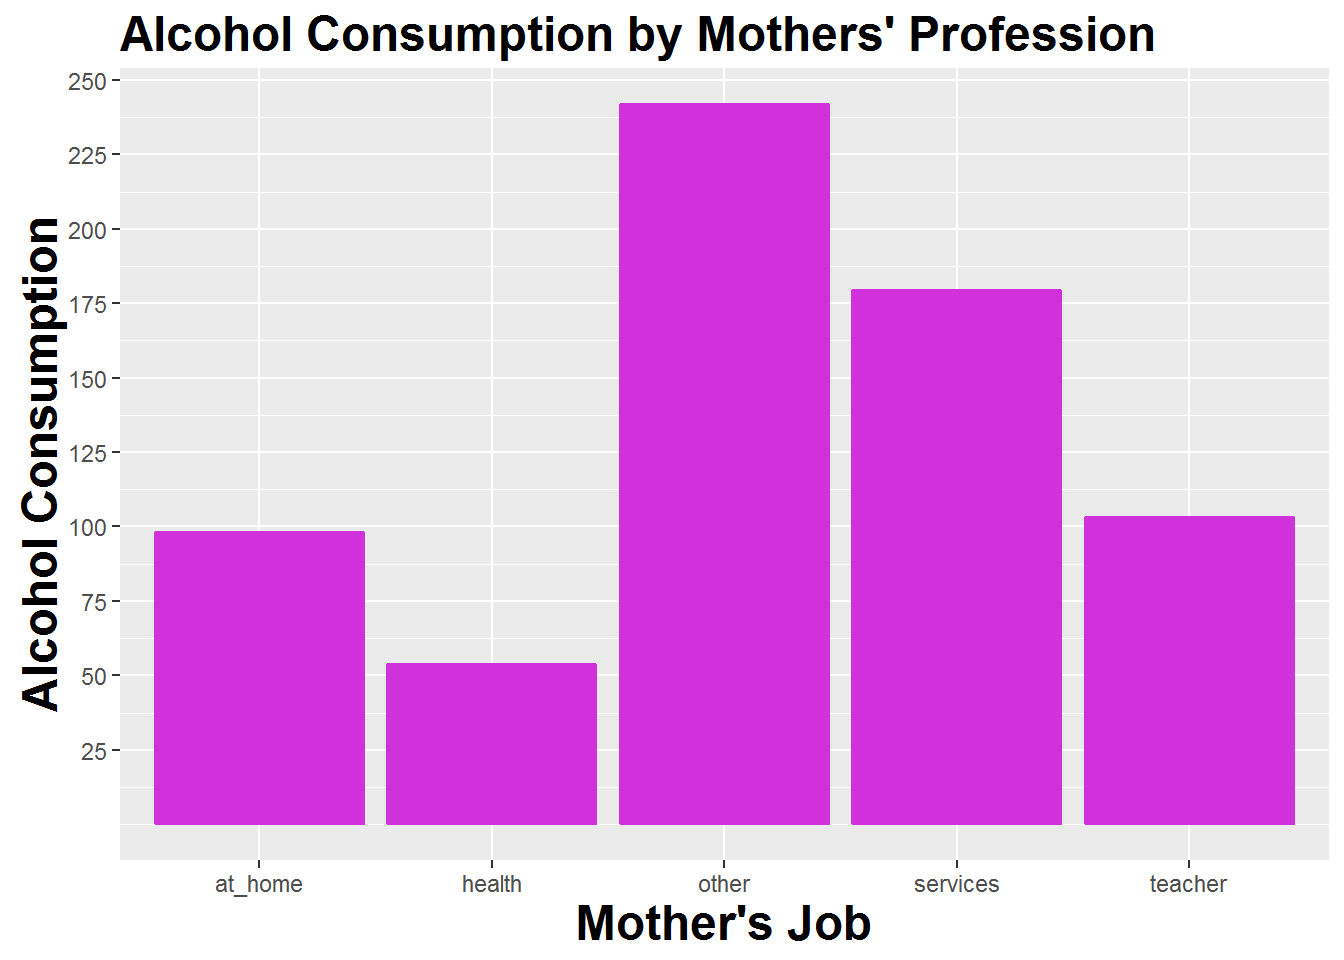 Alcohol Consumption by Mothers' Profession
Alcohol Consumption
250
225
200
175
150
125
100
75
50
25
at_home health other services teacher
Mother's Job